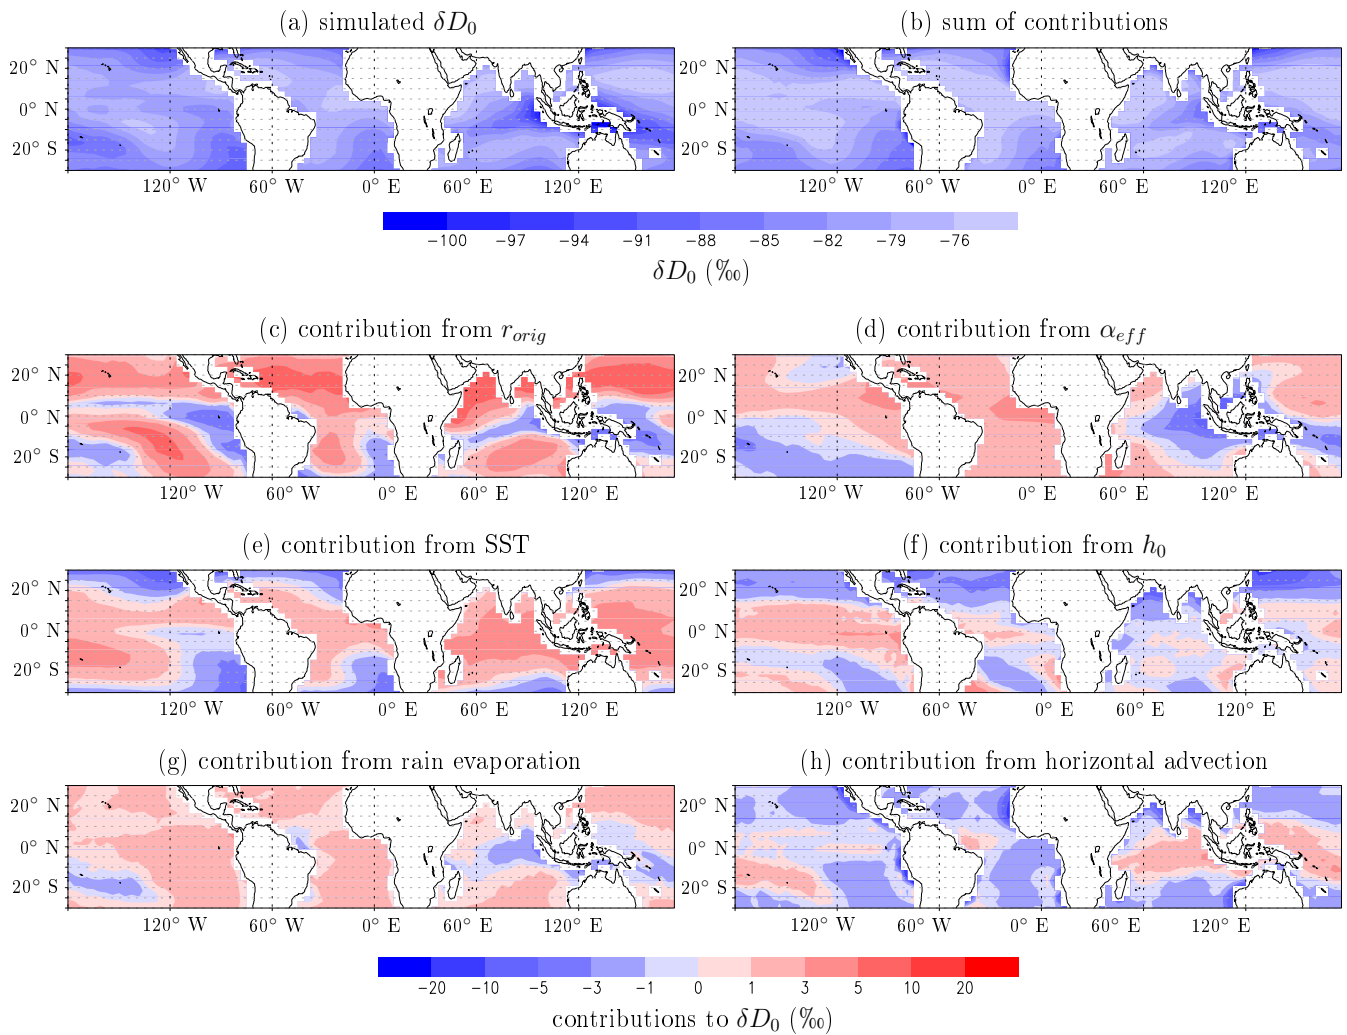 (a) simulated δD₀
(b) sum of contributions
20° N
0° N
20° S
120° W 60° W 0° E 60° E 120° E
20° N
0° N
20° S
120° W 60° W 0° E 60° E 120° E
−100 −97 −94 −91 −88 −85 −82 −79 −76
δD₀ (‰)
(c) contribution from r_orig
(d) contribution from α_eff
20° N
0° N
20° S
120° W 60° W 0° E 60° E 120° E
20° N
0° N
20° S
120° W 60° W 0° E 60° E 120° E
(e) contribution from SST
(f) contribution from h₀
20° N
0° N
20° S
120° W 60° W 0° E 60° E 120° E
20° N
0° N
20° S
120° W 60° W 0° E 60° E 120° E
(g) contribution from rain evaporation
(h) contribution from horizontal advection
20° N
0° N
20° S
120° W 60° W 0° E 60° E 120° E
20° N
0° N
20° S
120° W 60° W 0° E 60° E 120° E
−20 −10 −5 −3 −1 0 1 3 5 10 20
contributions to δD₀ (‰)